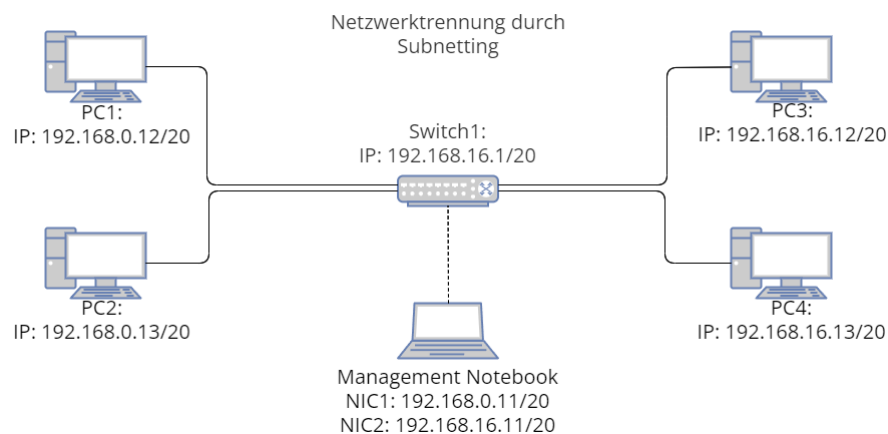 Netzwerktrennung durch
Subnetting
PC1:
IP: 192.168.0.12/20
PC3:
IP: 192.168.16.12/20
Switch1:
IP: 192.168.16.1/20
PC2:
IP: 192.168.0.13/20
PC4:
IP: 192.168.16.13/20
Management Notebook
NIC1: 192.168.0.11/20
NIC2: 192.168.16.11/20